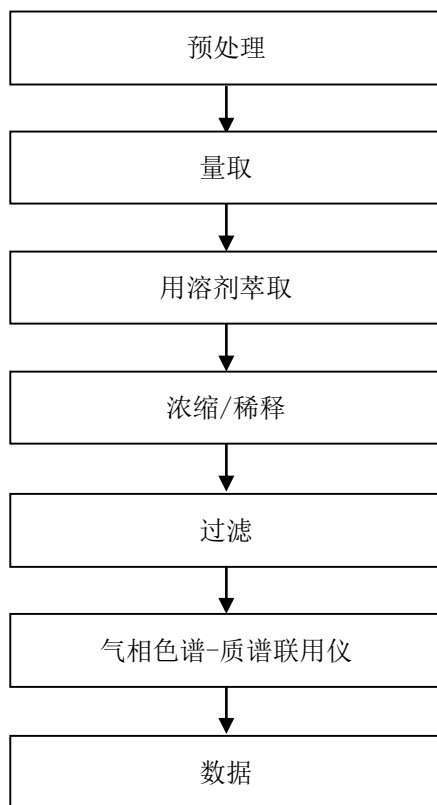 预处理
量取
用溶剂萃取
浓缩/稀释
过滤
气相色谱-质谱联用仪
数据